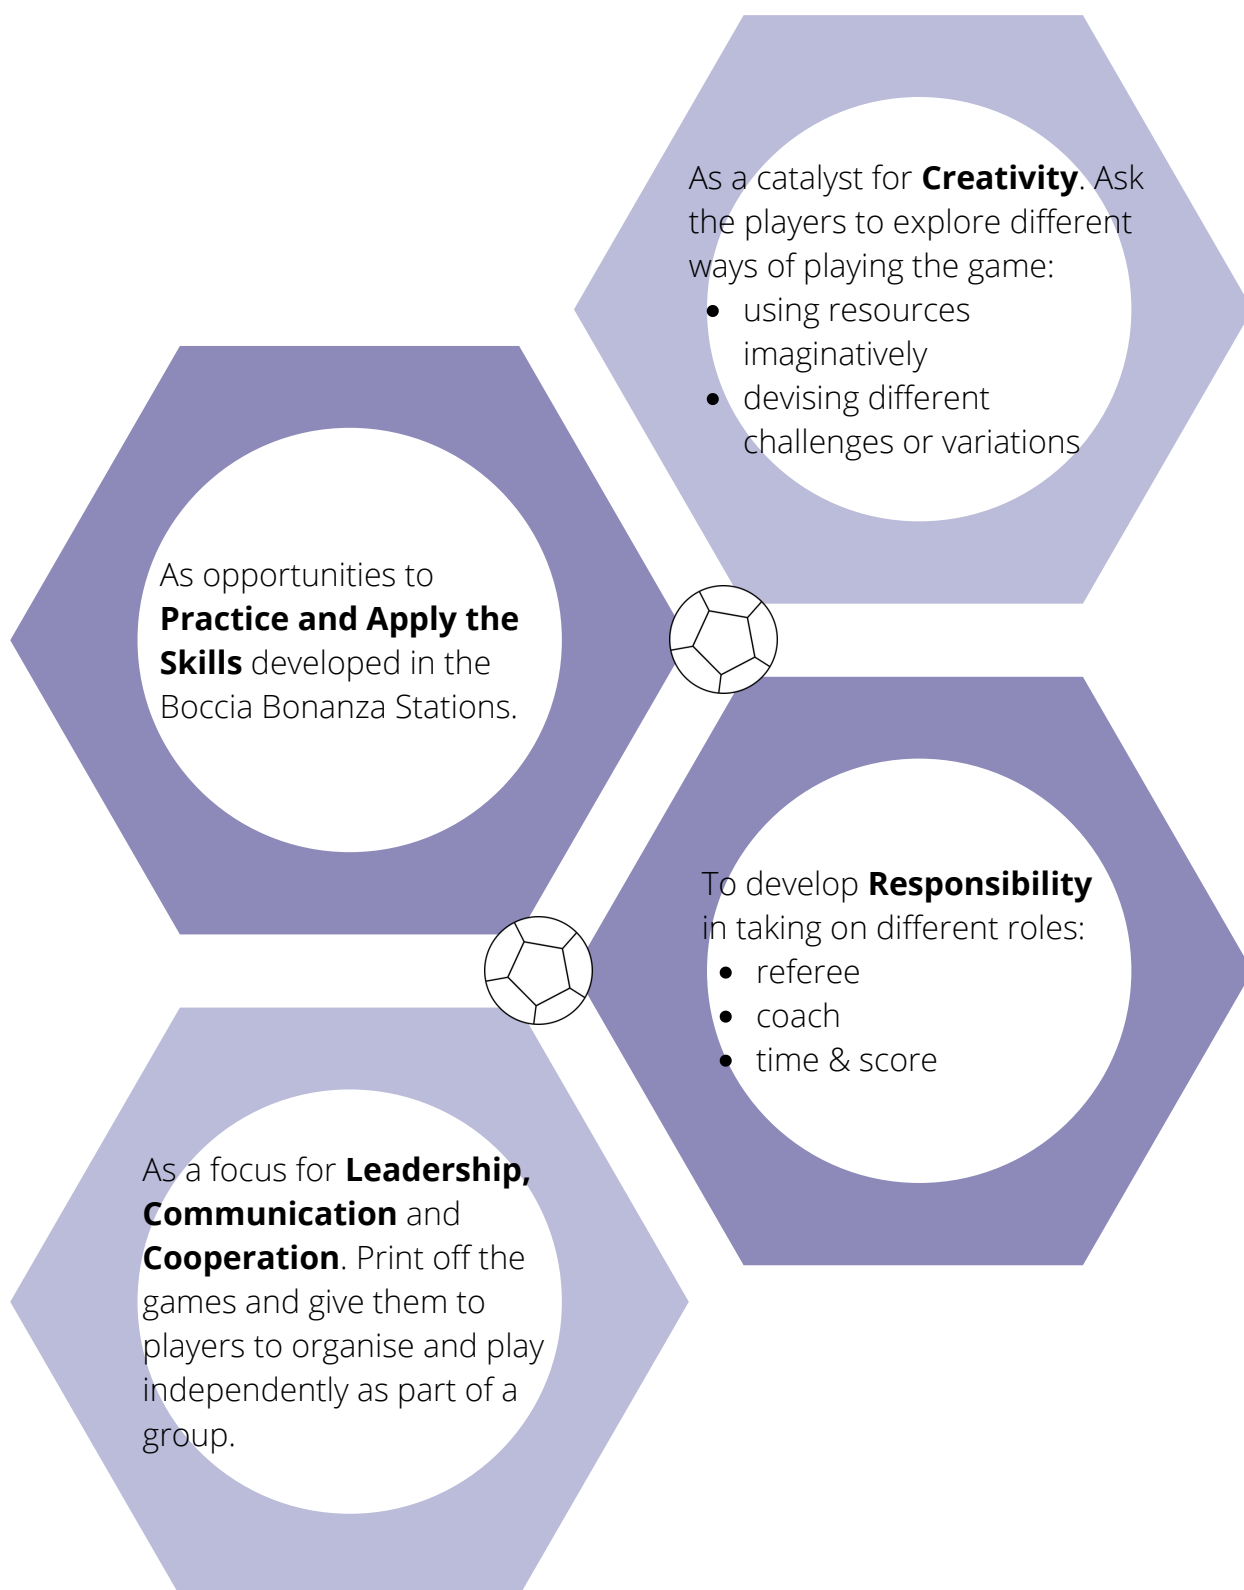 As a catalyst for Creativity. Ask
the players to explore different
ways of playing the game:
• using resources
imaginatively
• devising different
challenges or variations
As opportunities to
Practice and Apply the
Skills developed in the
Boccia Bonanza Stations.
To develop Responsibility
in taking on different roles:
• referee
• coach
• time & score
As a focus for Leadership,
Communication and
Cooperation. Print off the
games and give them to
players to organise and play
independently as part of a
group.